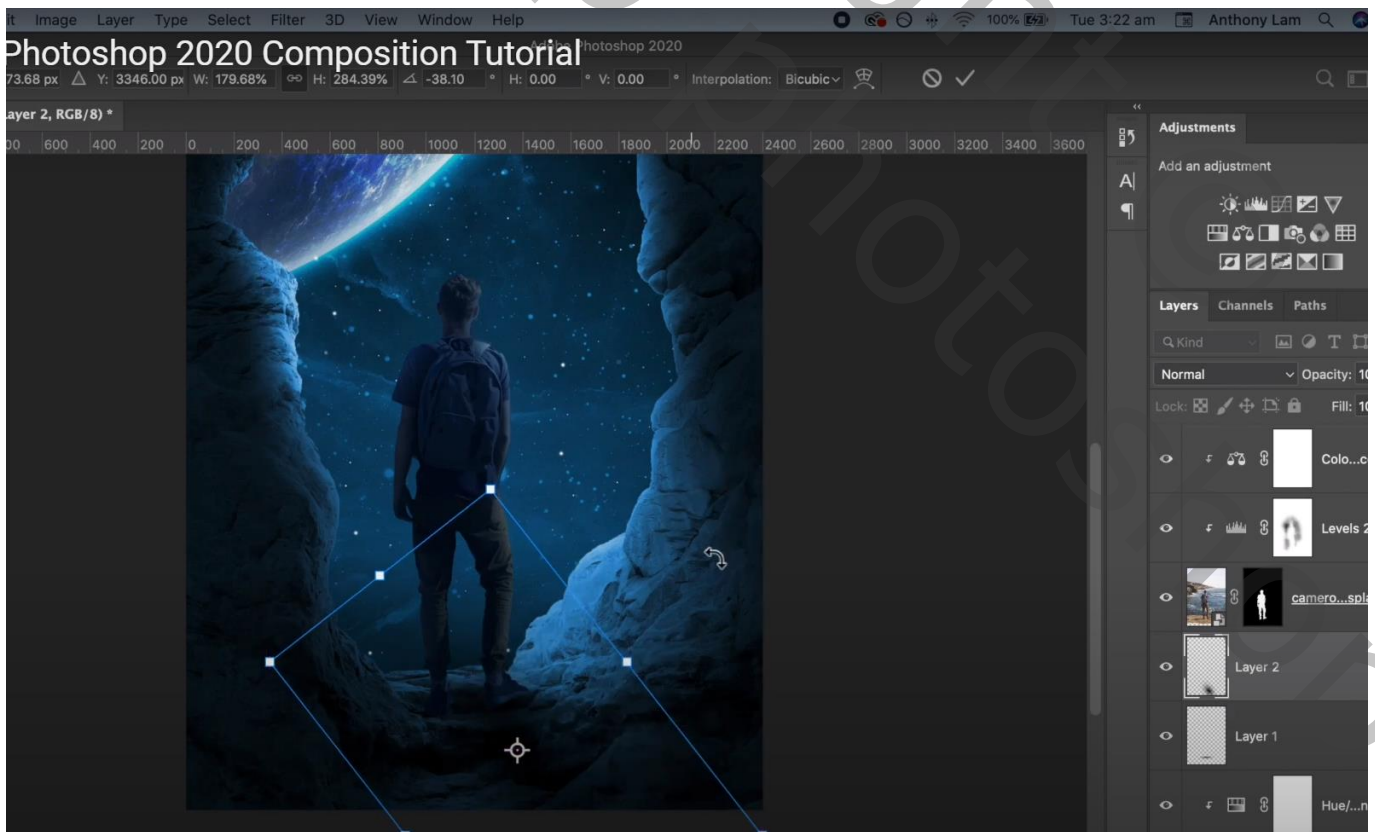 it Image Layer Type Select Filter 3D View Window Help 100% Tue 3:22 am Anthony Lam
Photoshop 2020 Composition Tutorial
Adobe Photoshop 2020
73.68 px Y: 3346.00 px W: 179.68% H: 284.39% -38.10 ° H: 0.00 ° V: 0.00 ° Interpolation: Bicubic
ayer 2, RGB/8) *
00 600 400 200 0 200 400 600 800 1000 1200 1400 1600 1800 2000 2200 2400 2600 2800 3000 3200 3400 3600
Adjustments
Add an adjustment
Layers Channels Paths
Kind
Normal Opacity: 10
Lock: Fill: 10
Colo...c
Levels 2
camero...spla
Layer 2
Layer 1
Hue/...n